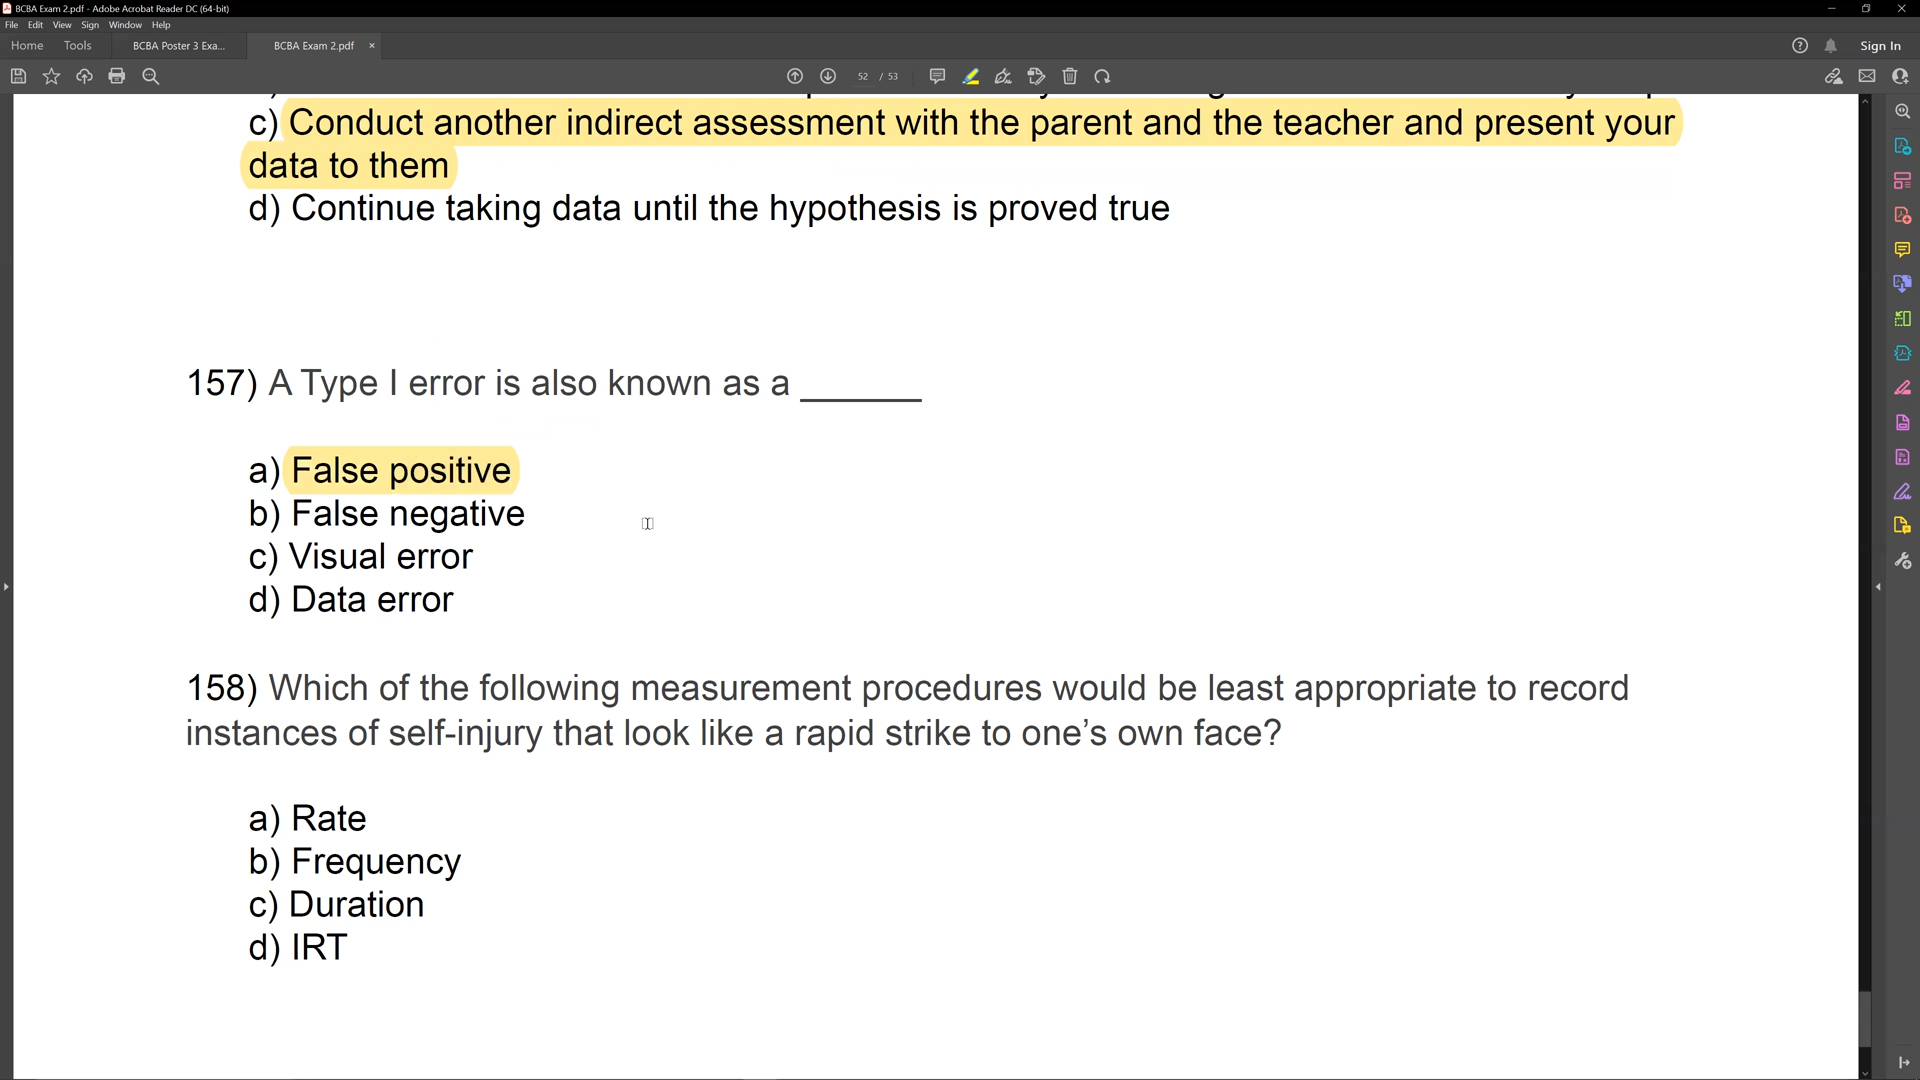 BCBA Exam 2.pdf - Adobe Acrobat Reader DC (64-bit)
File Edit View Sign Window Help
Home Tools BCBA Poster 3 Exa... BCBA Exam 2.pdf × Sign In
52 / 53
c) Conduct another indirect assessment with the parent and the teacher and present your
data to them
d) Continue taking data until the hypothesis is proved true
157) A Type I error is also known as a _______
a) False positive
b) False negative
c) Visual error
d) Data error
158) Which of the following measurement procedures would be least appropriate to record
instances of self-injury that look like a rapid strike to one’s own face?
a) Rate
b) Frequency
c) Duration
d) IRT